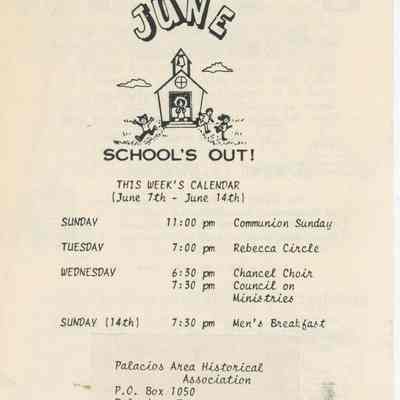 JUNE
SCHOOL'S OUT!
THIS WEEK'S CALENDAR
(June 7th - June 14th)
SUNDAY 11:00 pm Communion Sunday
TUESDAY 7:00 pm Rebecca Circle
WEDNESDAY 6:30 pm Chancel Choir
7:30 pm Council on
Ministries
SUNDAY (14th) 7:30 pm Men's Breakfast
Palacios Area Historical
Association
P.O. Box 1050